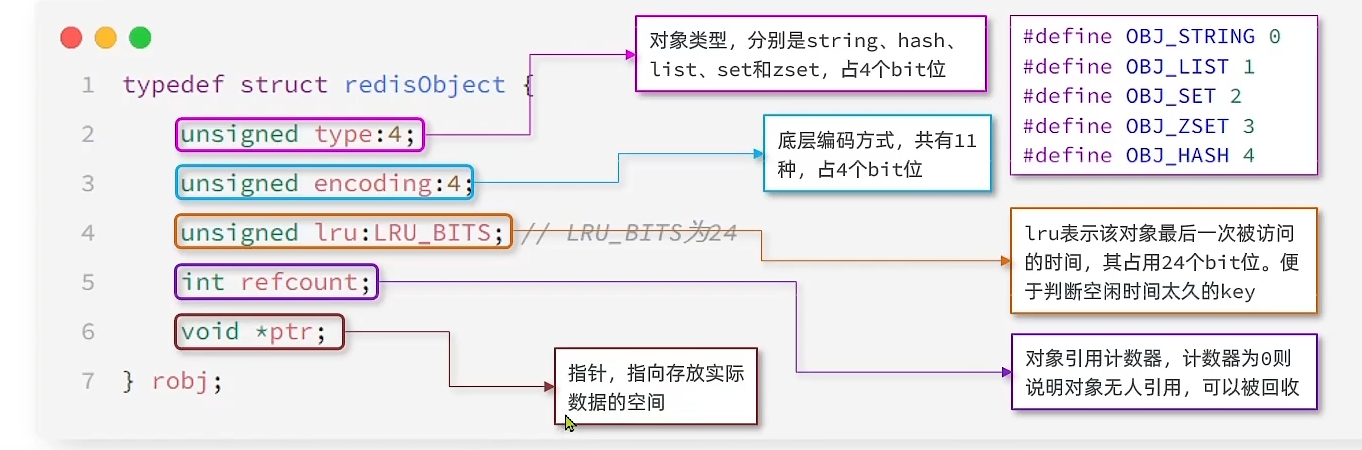 1 typedef struct redisObject {
2 unsigned type:4;
3 unsigned encoding:4;
4 unsigned lru:LRU_BITS; // LRU_BITS为24
5 int refcount;
6 void *ptr;
7 } robj;
对象类型，分别是string、hash、
list、set和zset，占4个bit位
底层编码方式，共有11
种，占4个bit位
#define OBJ_STRING 0
#define OBJ_LIST 1
#define OBJ_SET 2
#define OBJ_ZSET 3
#define OBJ_HASH 4
lru表示该对象最后一次被访问
的时间，其占用24个bit位。便
于判断空闲时间太久的key
对象引用计数器，计数器为0则
说明对象无人引用，可以被回收
指针，指向存放实际
数据的空间